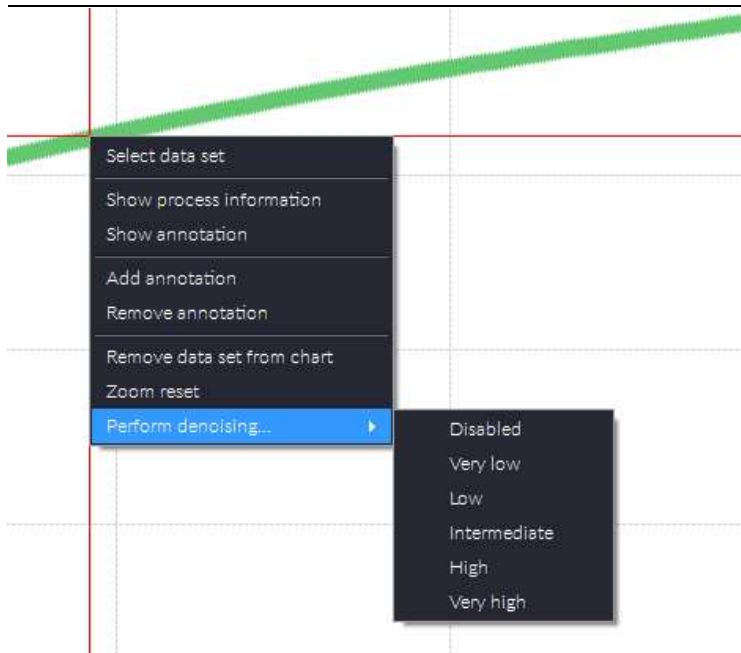 Select data set
Show process information
Show annotation
Add annotation
Remove annotation
Remove data set from chart
Zoom reset
Perform denoising...
Disabled
Very low
Low
Intermediate
High
Very high